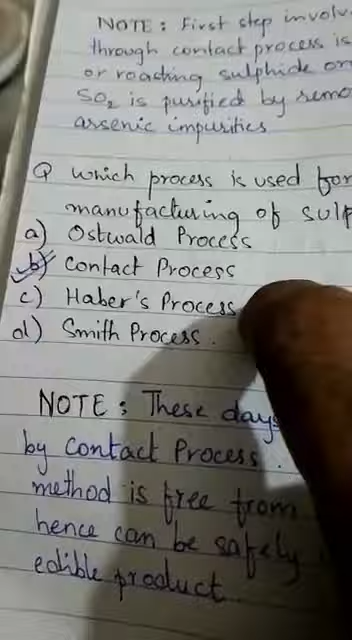 NOTE: First step involv
through contact process is
or roasting sulphide or
SO2 is purified by remo
arsenic impurities
Q which process is used for
manufacturing of sulp
a) Ostwald Process
b) Contact Process
c) Haber's Process
d) Smith Process.
NOTE: These days
by Contact Process.
method is free from
hence can be safely
edible product